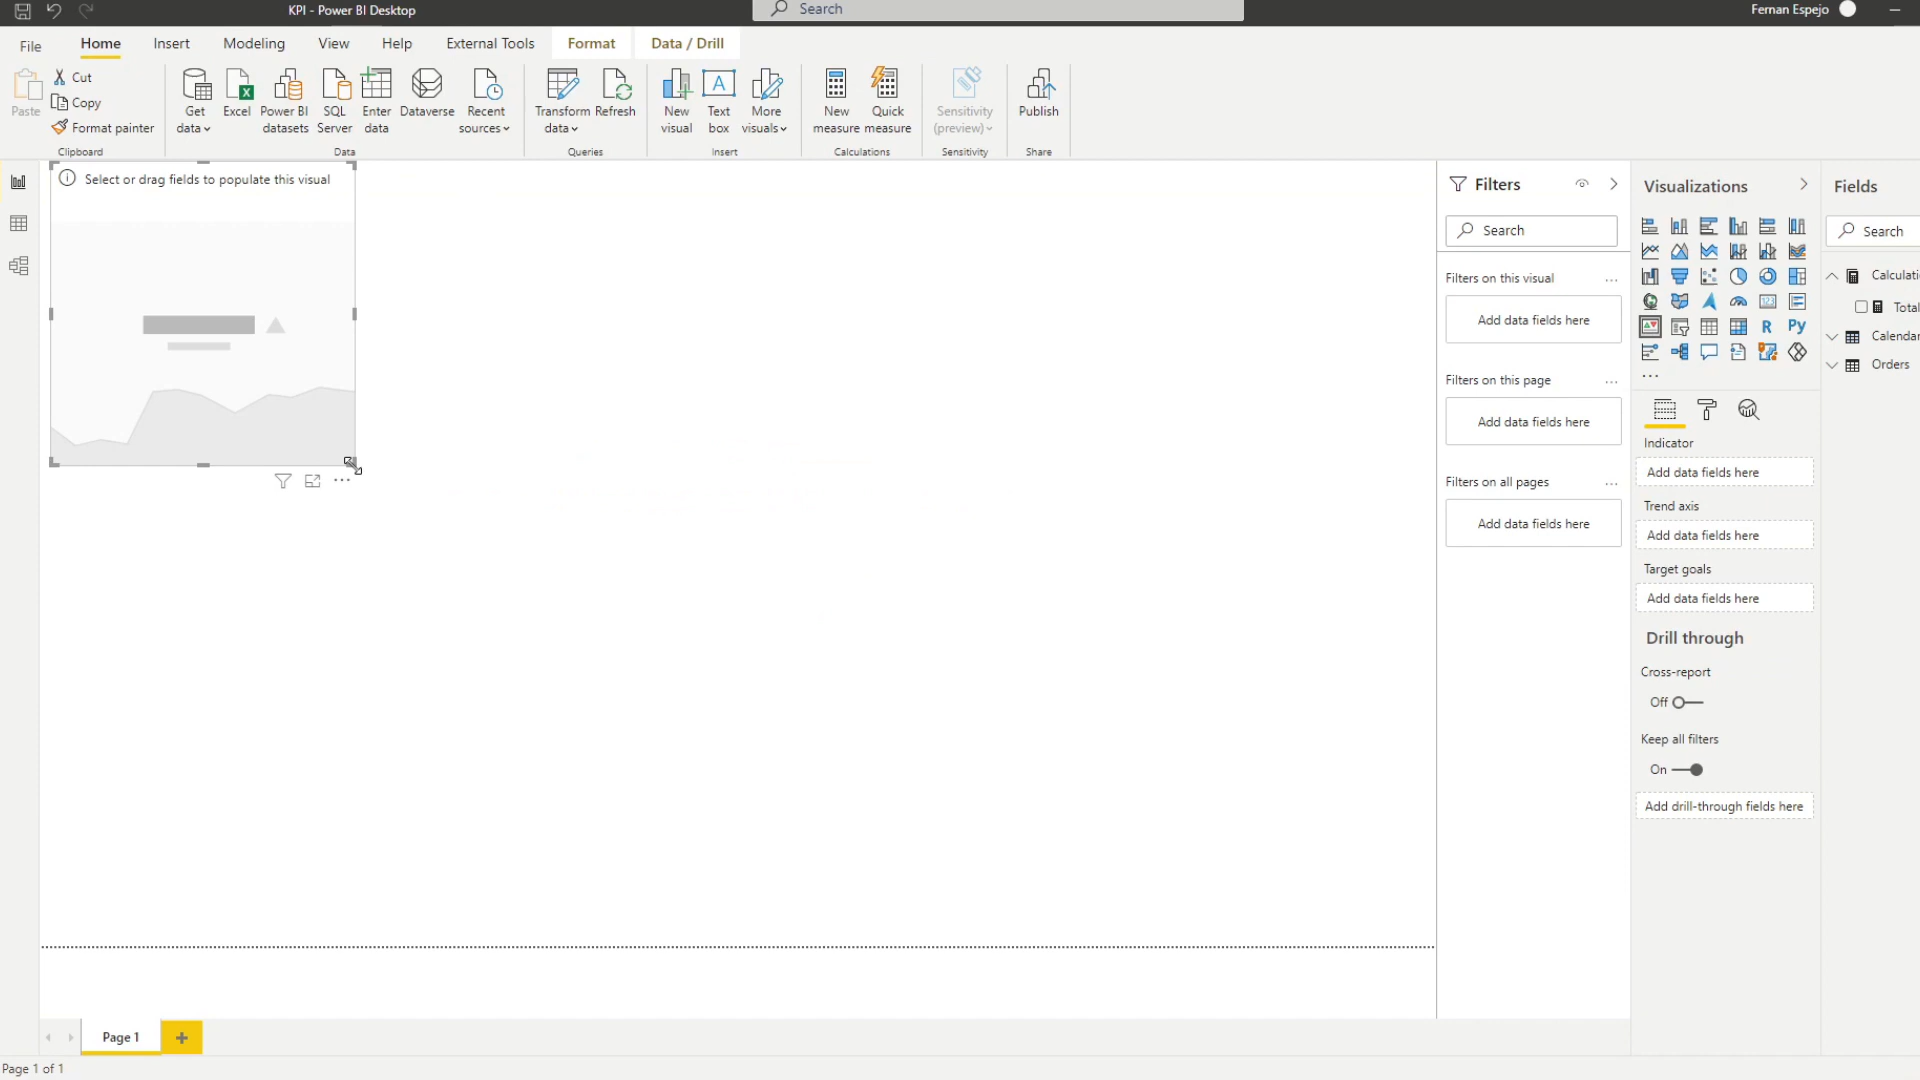 KPI - Power BI Desktop
Search
Fernan Espejo
File
Home
Insert
Modeling
View
Help
External Tools
Format
Data / Drill
Paste
Cut
Copy
Format painter
Clipboard
Get data
Excel
Power BI datasets
SQL Server
Enter data
Dataverse
Recent sources
Data
Transform data
Refresh
Queries
New visual
Text box
A
More visuals
Insert
New measure
Quick measure
Calculations
Sensitivity (preview)
Sensitivity
Publish
Share
Select or drag fields to populate this visual
Filters
Search
Filters on this visual
Add data fields here
Filters on this page
Add data fields here
Filters on all pages
Add data fields here
Visualizations
123
R
Py
Indicator
Add data fields here
Trend axis
Add data fields here
Target goals
Add data fields here
Drill through
Cross-report
Off
Keep all filters
On
Add drill-through fields here
Fields
Search
Calculati
Total
Calendar
Orders
Page 1
Page 1 of 1